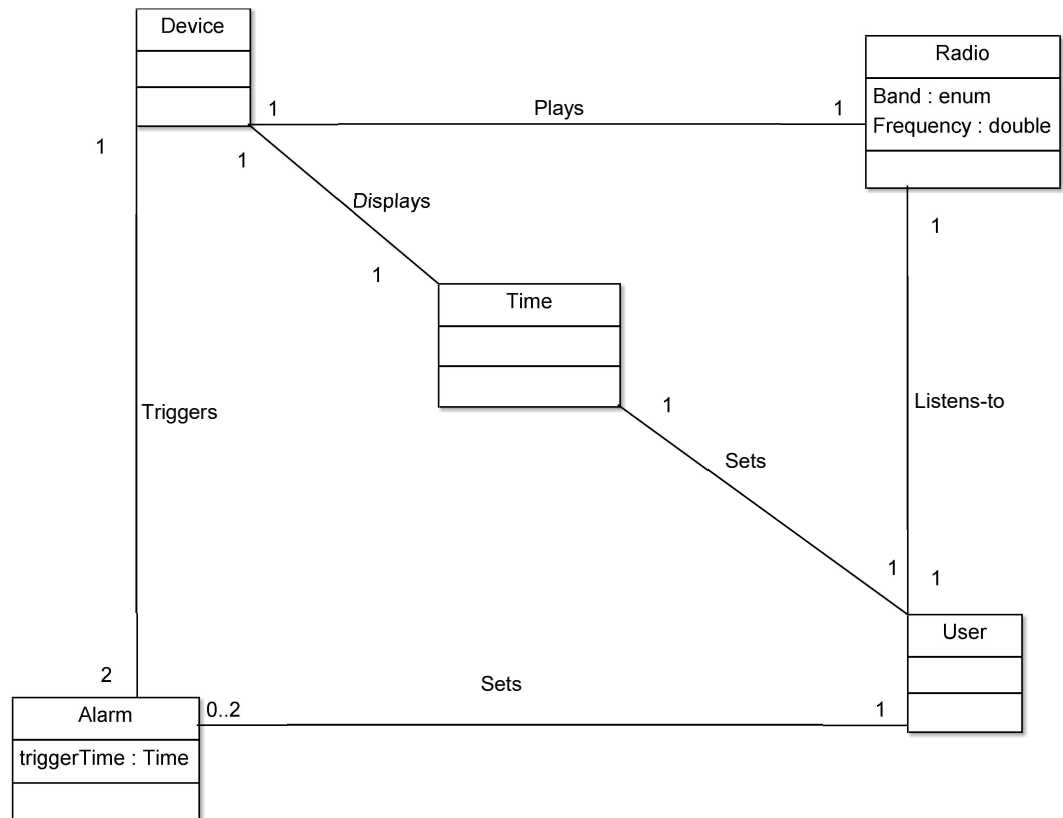 Device
Radio
Band : enum
Frequency : double
1
Plays
1
1
1
Displays
1
1
Time
Triggers
1
Listens-to
Sets
1
1
User
2
Sets
Alarm
0..2
1
triggerTime : Time